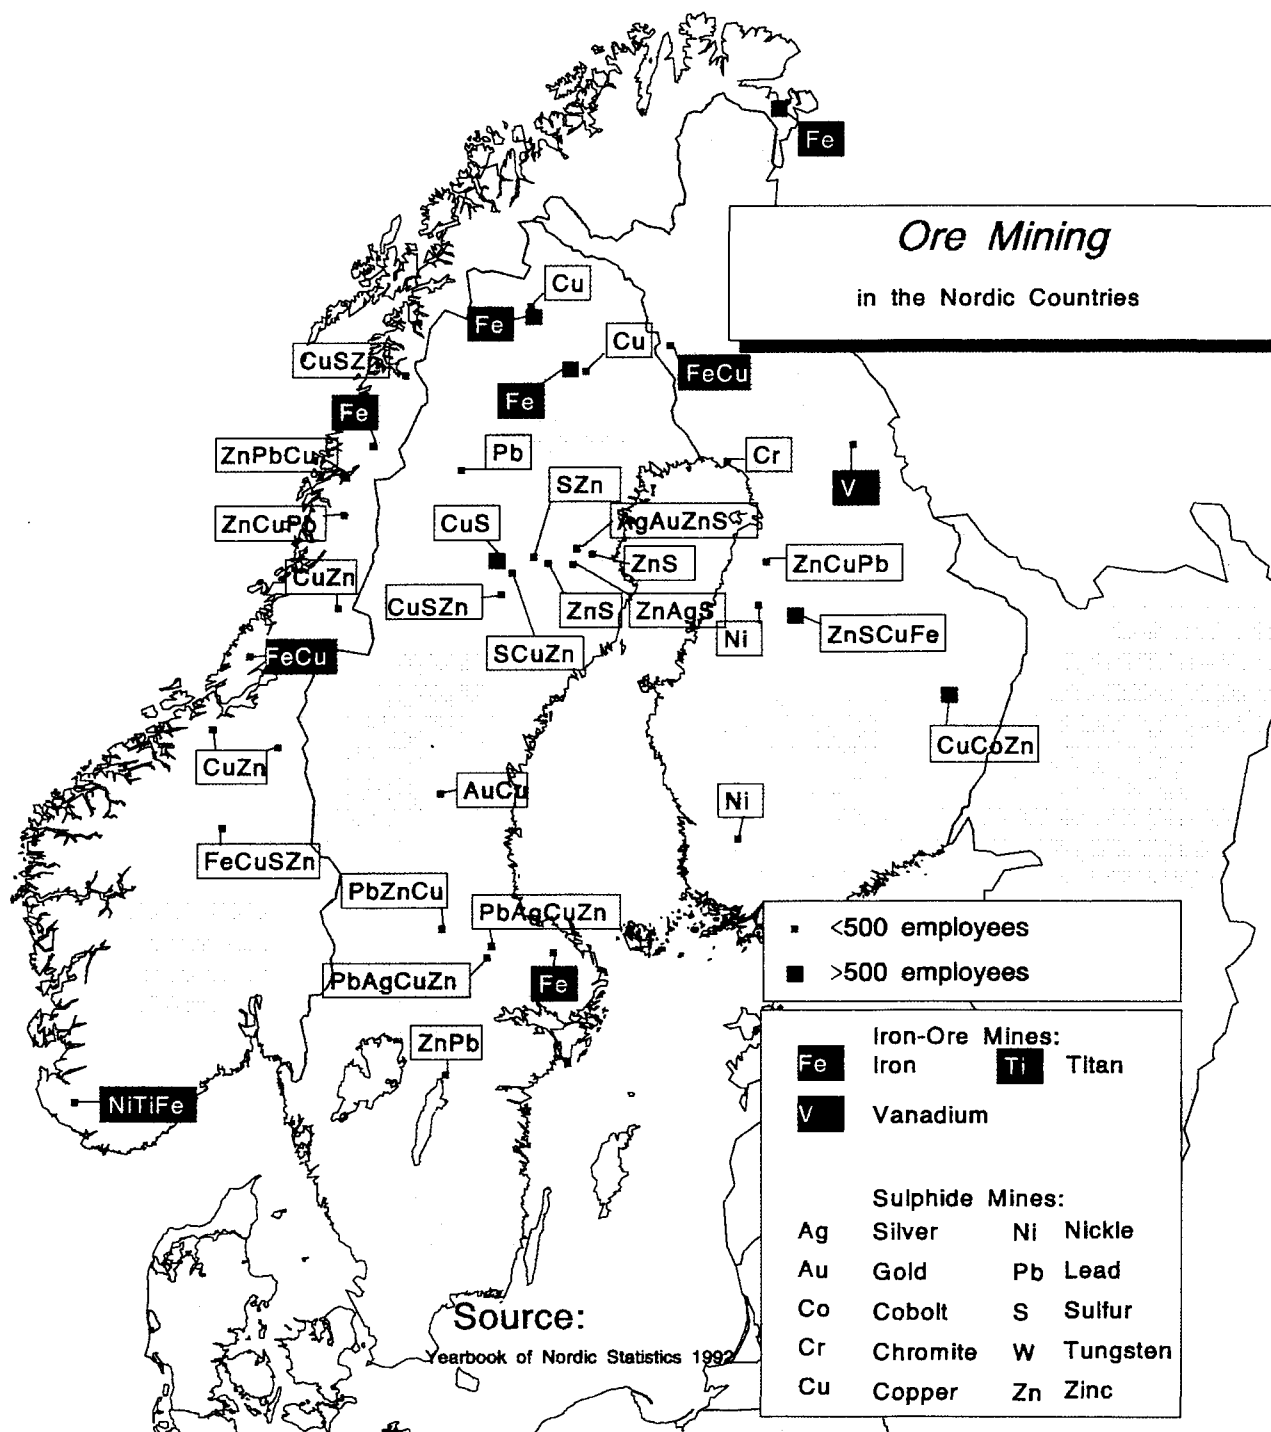 Fe
Ore Mining
in the Nordic Countries
Cu
Fe
Cu
CuSZ
FeCu
Fe
Fe
ZnPbCu
Pb
Cr
V
SZn
ZnCuPb
CuS
AgAuZnS
ZnS
ZnCuPb
CuZn
CuSZn
ZnS
ZnAgS
Ni
ZnSCuFe
FeCu
SCuZn
CuCoZn
CuZn
AuCu
Ni
FeCuSZn
PbZnCu
PbAgCuZn
<500 employees
>500 employees
PbAgCuZn
Fe
ZnPb
NiTiFe
Iron-Ore Mines:
Fe Iron Ti Titan
V Vanadium
Sulphide Mines:
Ag Silver Ni Nickle
Au Gold Pb Lead
Co Cobolt S Sulfur
Cr Chromite W Tungsten
Cu Copper Zn Zinc
Source:
Yearbook of Nordic Statistics 1992